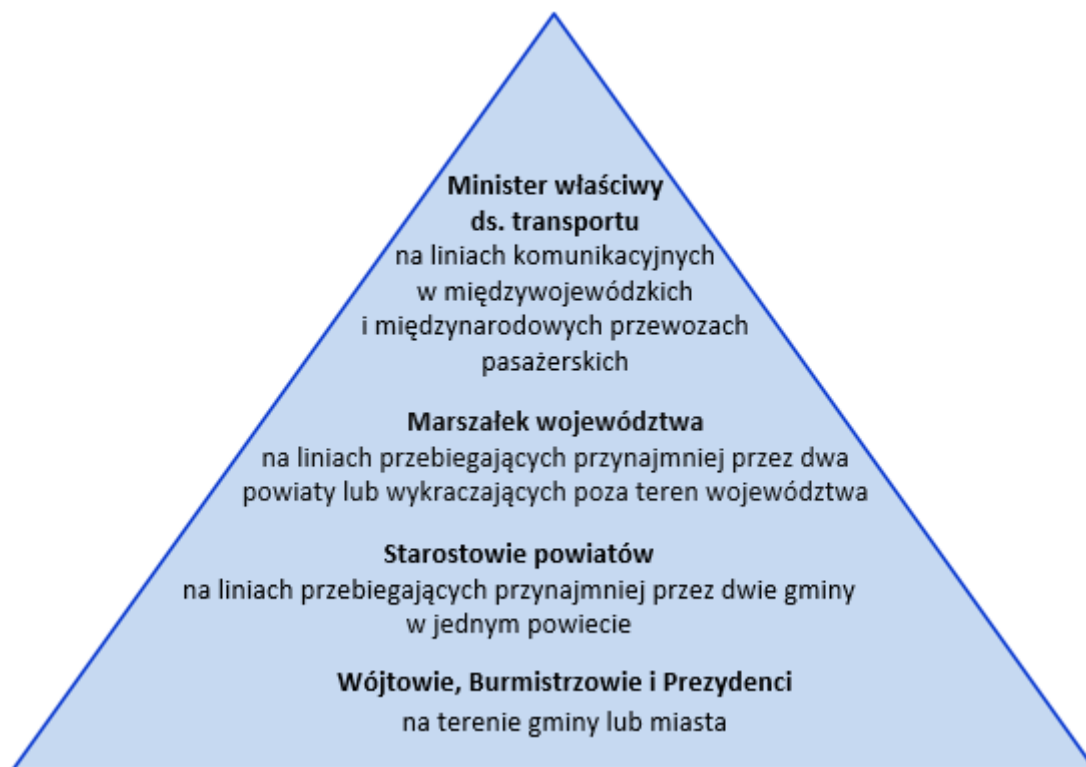 Minister właściwy
ds. transportu
na liniach komunikacyjnych
w międzywojewódzkich
i międzynarodowych przewozach
pasażerskich
Marszałek województwa
na liniach przebiegających przynajmniej przez dwa
powiaty lub wykraczających poza teren województwa
Starostowie powiatów
na liniach przebiegających przynajmniej przez dwie gminy
w jednym powiecie
Wójtowie, Burmistrzowie i Prezydenci
na terenie gminy lub miasta